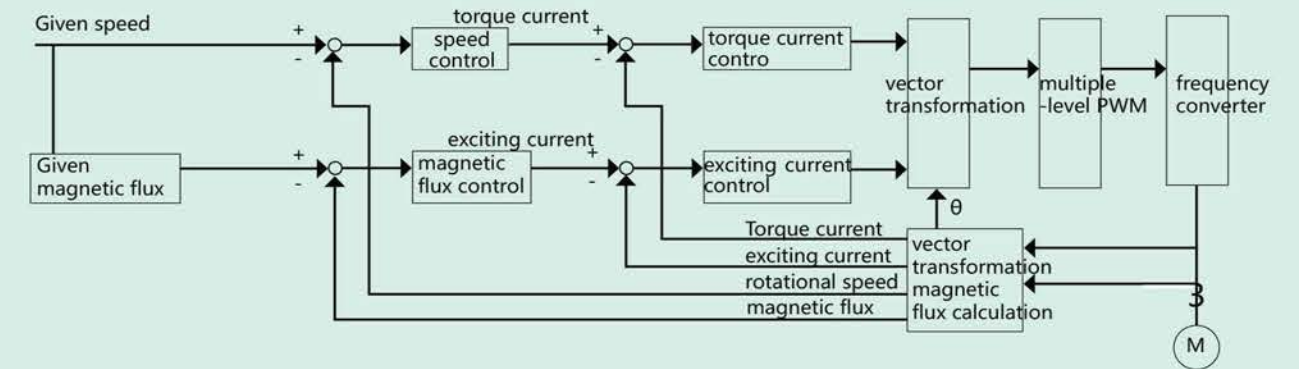 Given speed
torque current
+
-
speed
control
+
-
torque current
contro
vector
transformation
multiple
-level PWM
frequency
converter
exciting current
Given
magnetic flux
+
-
magnetic
flux control
+
-
exciting current
control
θ
Torque current
exciting current
rotational speed
magnetic flux
vector
transformation
magnetic
flux calculation
3
M